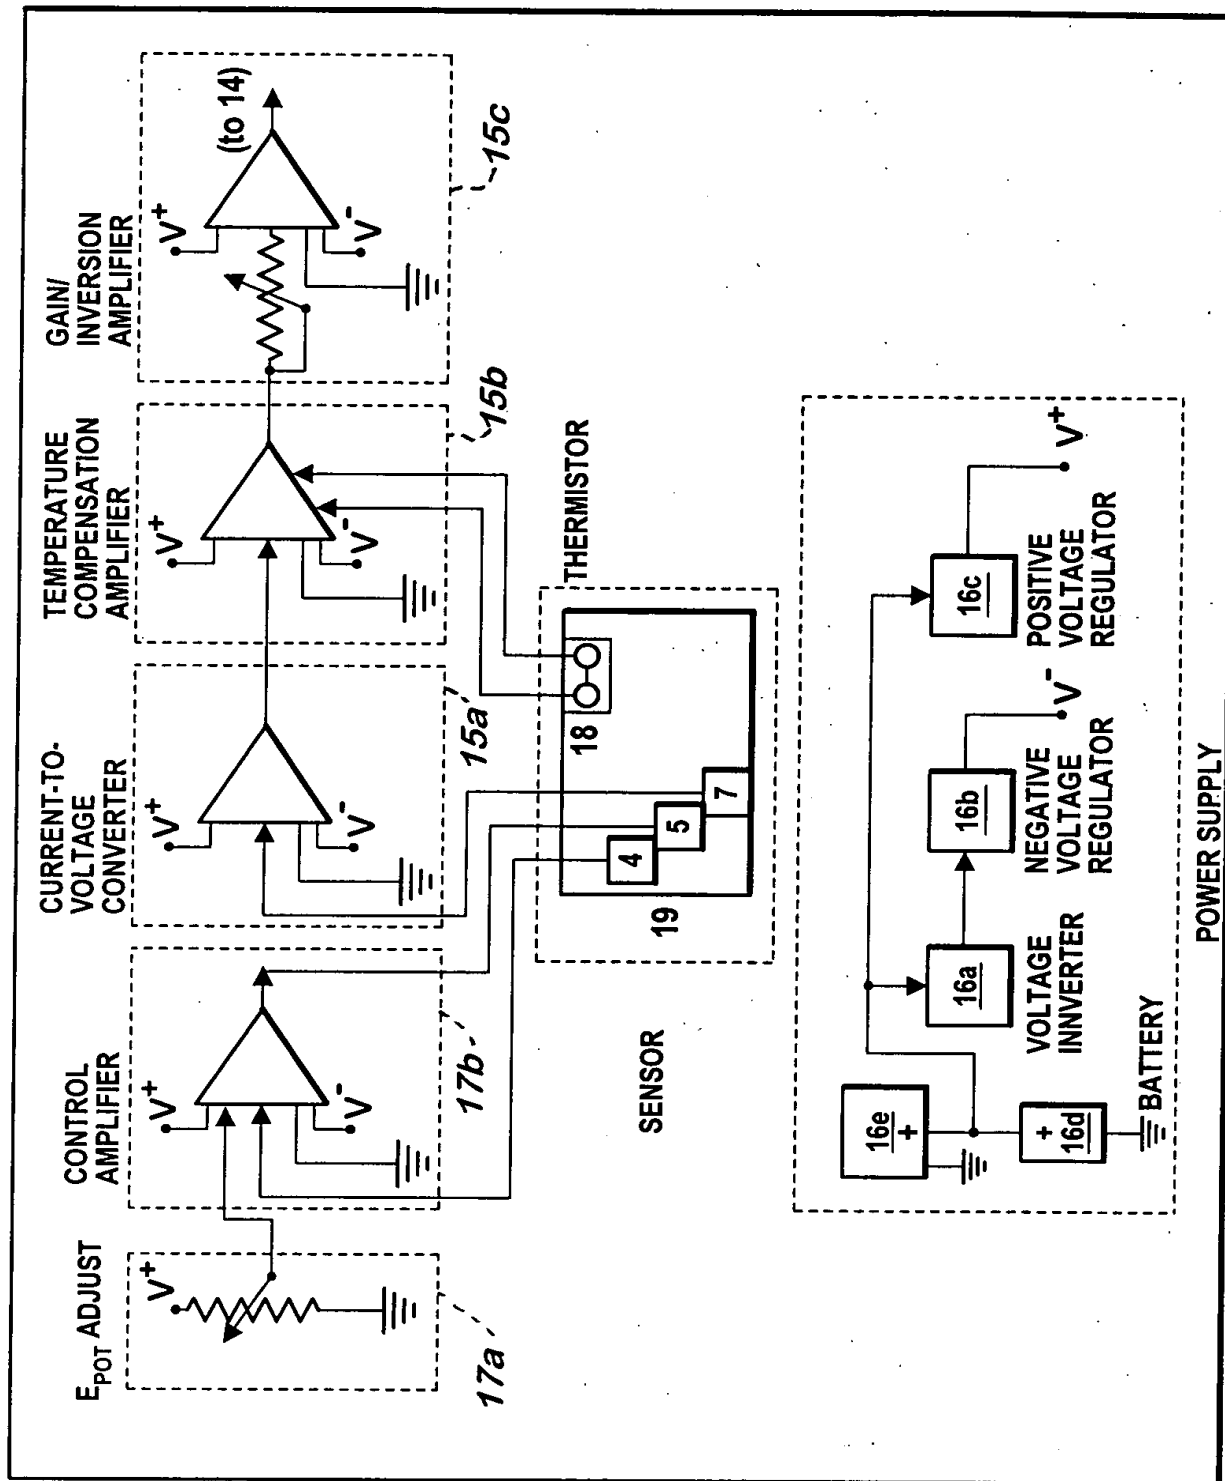 E_POT ADJUST
V+
17a
CONTROL
AMPLIFIER
V+
V-
17b
CURRENT-TO-
VOLTAGE
CONVERTER
V+
V-
15a
TEMPERATURE
COMPENSATION
AMPLIFIER
V+
V-
15b
GAIN/
INVERSION
AMPLIFIER
V+
V-
(to 14)
15c
SENSOR
19
4
5
7
18
THERMISTOR
16e
+
+
16d
BATTERY
16a
VOLTAGE
INNVERTER
16b
V-
NEGATIVE
VOLTAGE
REGULATOR
16c
V+
POSITIVE
VOLTAGE
REGULATOR
POWER SUPPLY